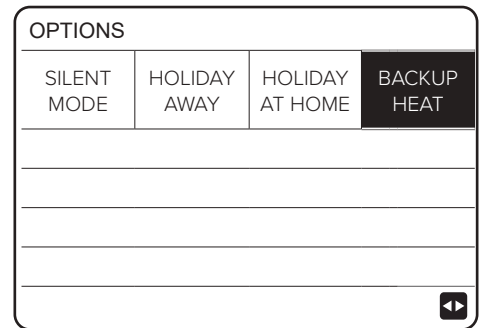 OPTIONS
SILENT MODE
HOLIDAY AWAY
HOLIDAY AT HOME
BACKUP HEAT